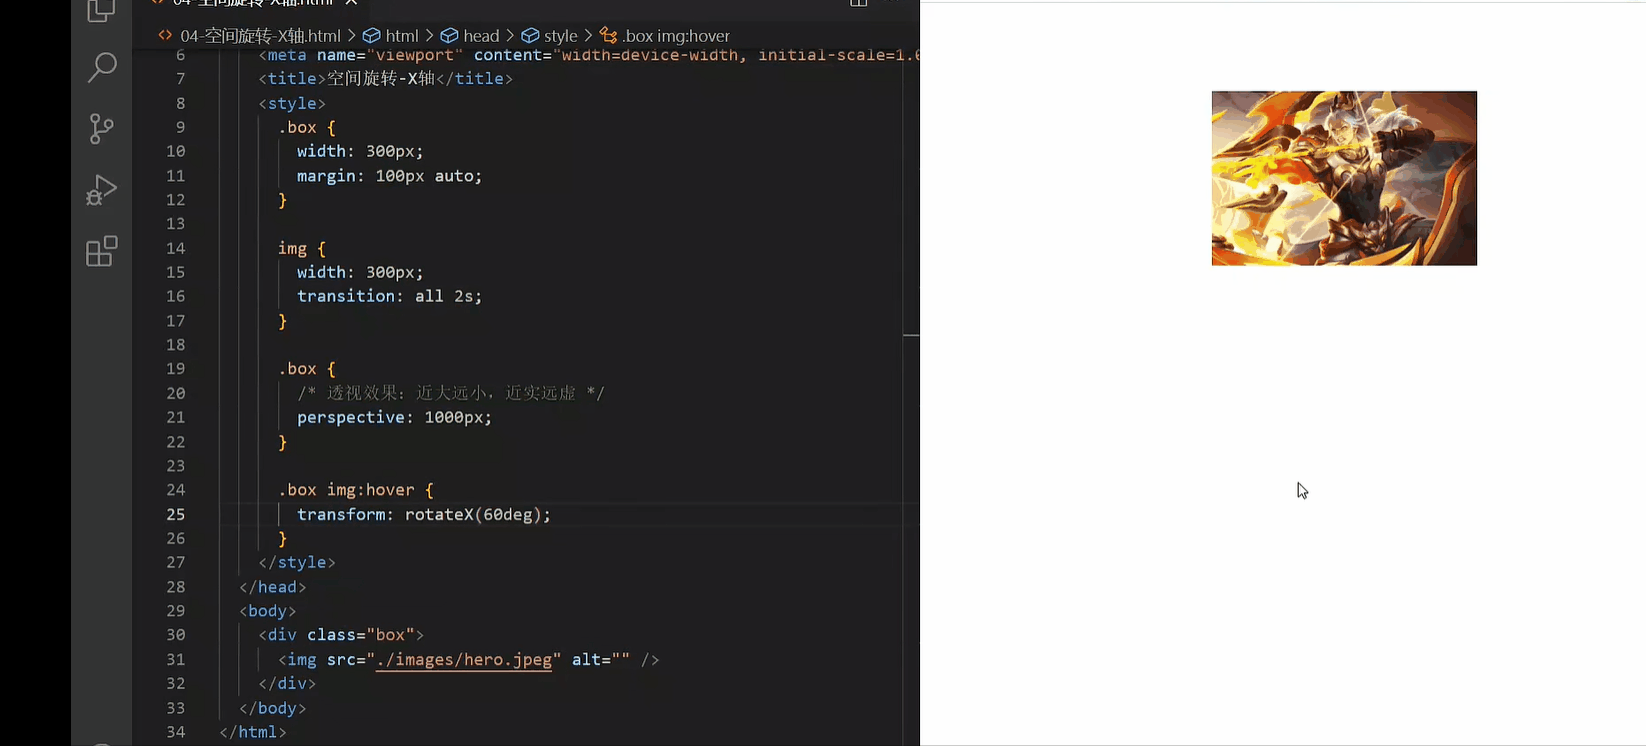 04-空间旋转-X轴.html
04-空间旋转-X轴.html > html > head > style > .box img:hover
6 <meta name="viewport" content="width=device-width, initial-scale=1.0
7 <title>空间旋转-X轴</title>
8 <style>
9 .box {
10 width: 300px;
11 margin: 100px auto;
12 }
13
14 img {
15 width: 300px;
16 transition: all 2s;
17 }
18
19 .box {
20 /* 透视效果：近大远小，近实远虚 */
21 perspective: 1000px;
22 }
23
24 .box img:hover {
25 transform: rotateX(60deg);
26 }
27 </style>
28 </head>
29 <body>
30 <div class="box">
31 <img src="./images/hero.jpeg" alt="" />
32 </div>
33 </body>
34 </html>